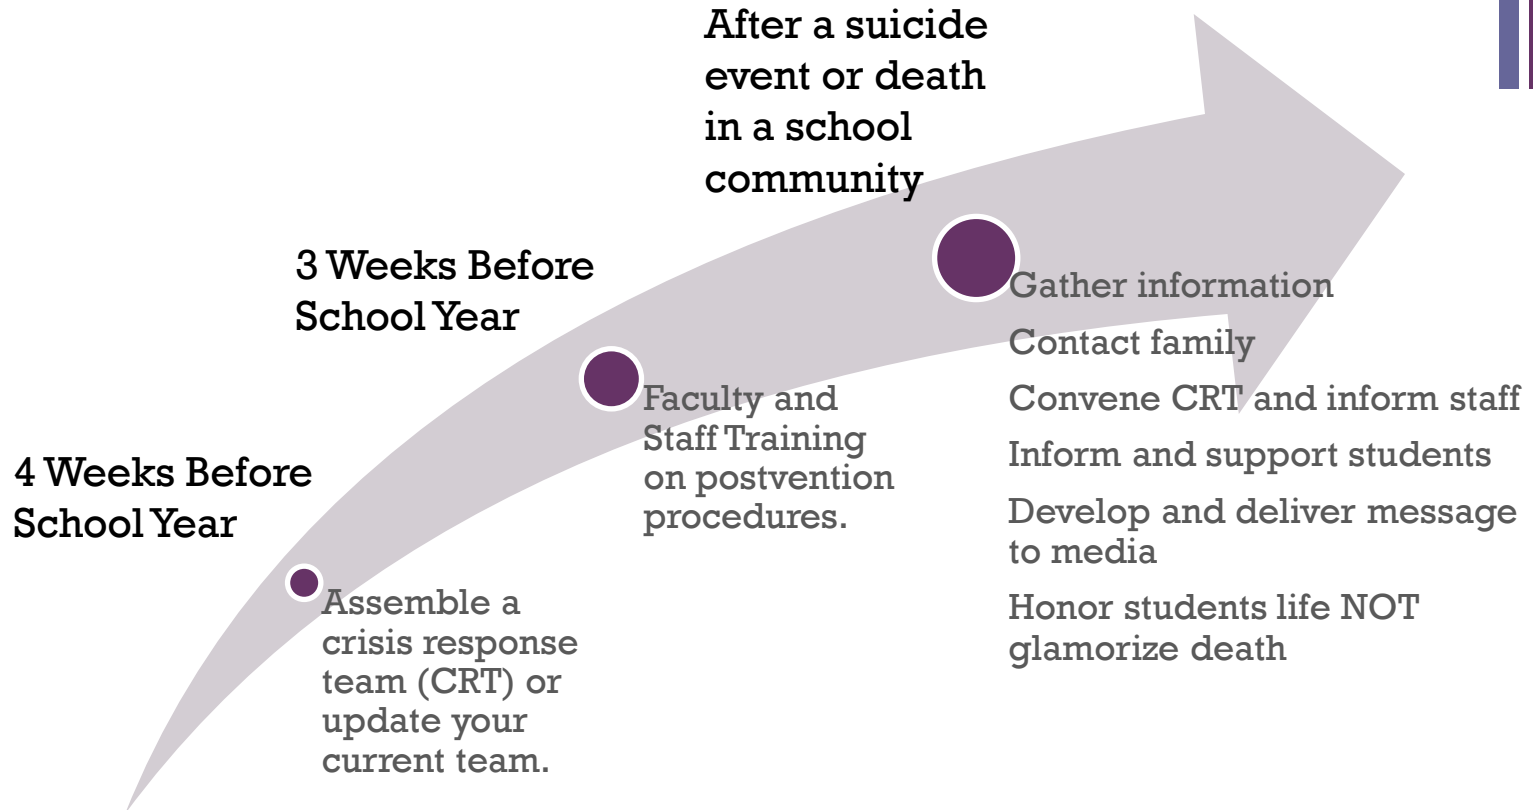 4 Weeks Before
School Year
Assemble a
crisis response
team (CRT) or
update your
current team.
3 Weeks Before
School Year
Faculty and
Staff Training
on postvention
procedures.
After a suicide
event or death
in a school
community
Gather information
Contact family
Convene CRT and inform staff
Inform and support students
Develop and deliver message
to media
Honor students life NOT
glamorize death